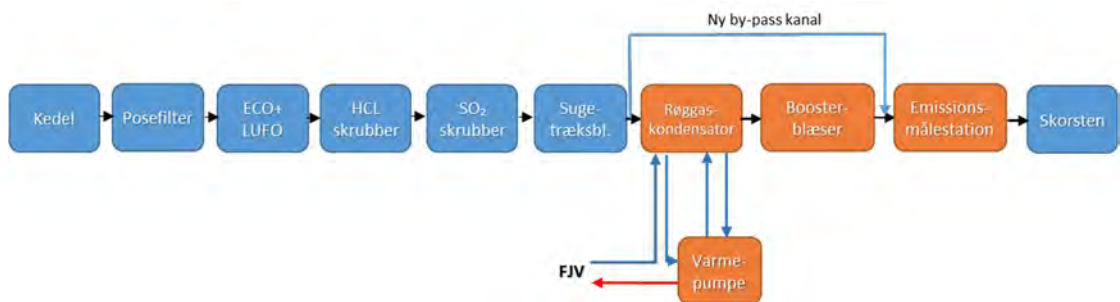 Ny by-pass kanal
Kedel
Posefilter
ECO+
LUFO
HCL
skrubber
SO₂
skrubber
Suge-
træksbl.
Røggas-
kondensator
Booster-
blæser
Emissions-
målestation
Skorsten
FJV
Varme-
pumpe